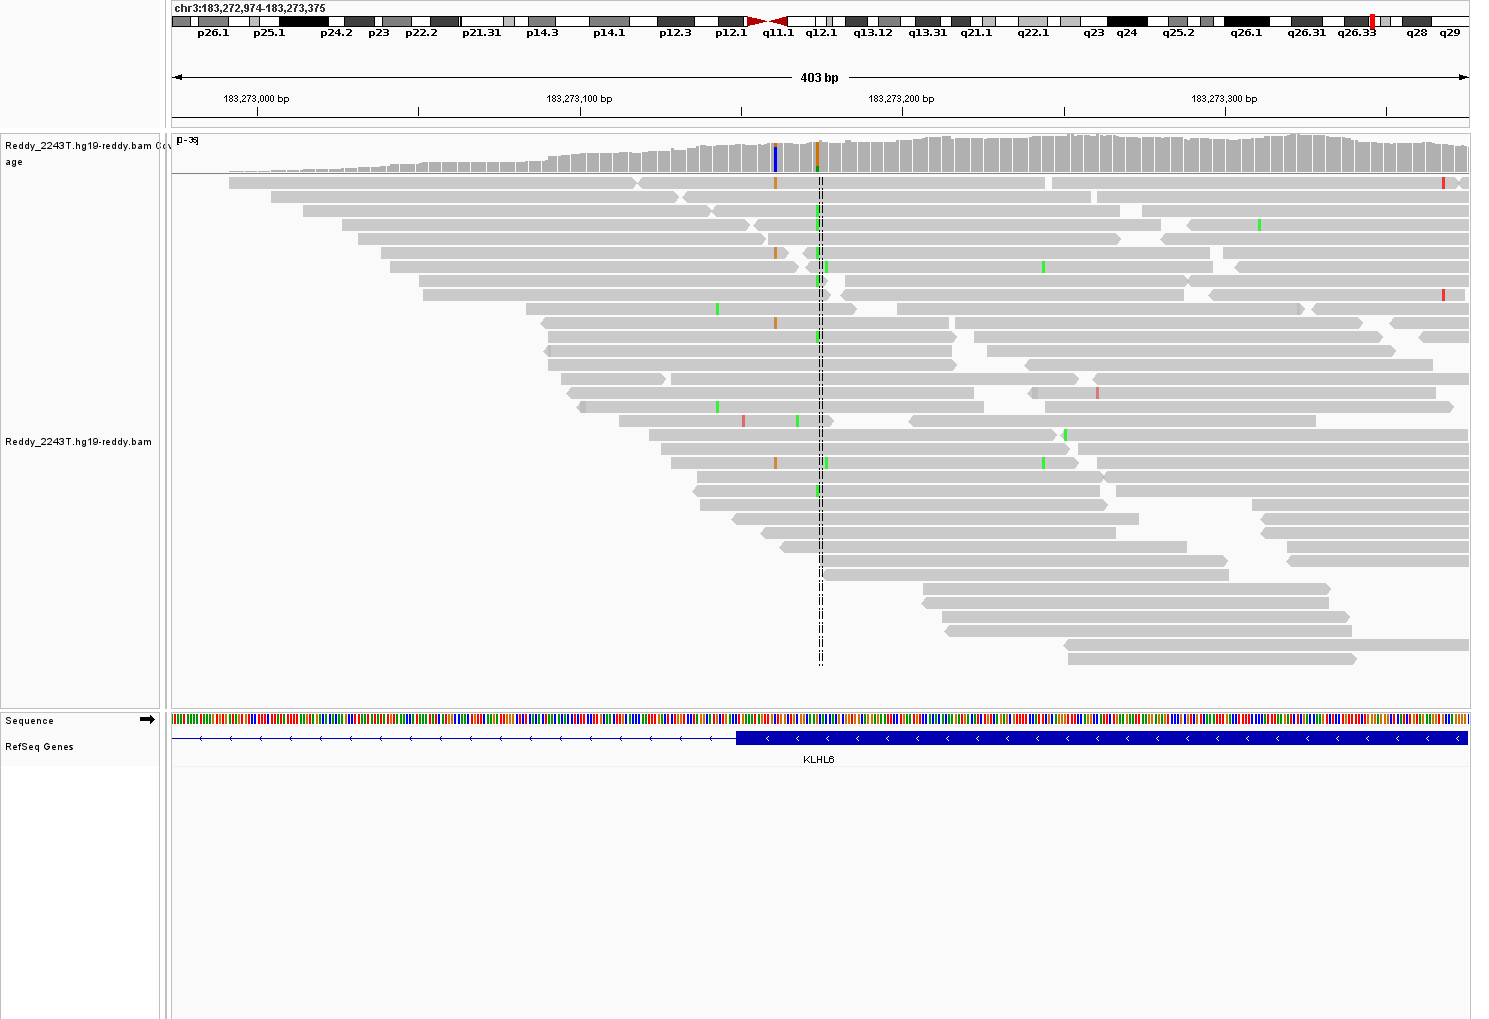 chr3:183,272,974-183,273,375
p26.1 p25.1 p24.2 p23 p22.2 p21.31 p14.3 p14.1 p12.3 p12.1 q11.1 q12.1 q13.12 q13.31 q21.1 q22.1 q23 q24 q25.2 q26.1 q26.31 q26.33 q28 q29
403 bp
183,273,000 bp 183,273,100 bp 183,273,200 bp 183,273,300 bp
Reddy_2243T.hg19-reddy.bam Cov
age
[0-36]
Reddy_2243T.hg19-reddy.bam
Sequence
RefSeq Genes
KLHL6